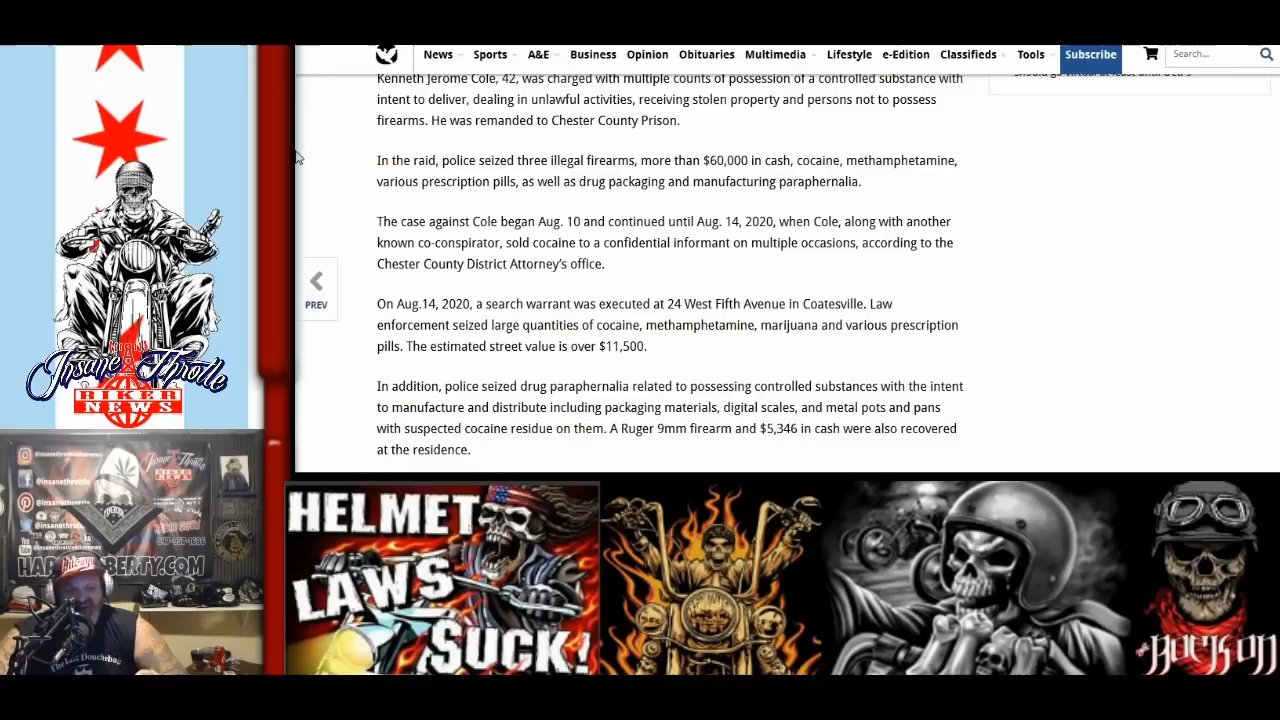 News Sports A&E Business Opinion Obituaries Multimedia Lifestyle e-Edition Classifieds Tools Subscribe Search...
Kenneth Jerome Cole, 42, was charged with multiple counts of possession of a controlled substance with
intent to deliver, dealing in unlawful activities, receiving stolen property and persons not to possess
firearms. He was remanded to Chester County Prison.
In the raid, police seized three illegal firearms, more than $60,000 in cash, cocaine, methamphetamine,
various prescription pills, as well as drug packaging and manufacturing paraphernalia.
The case against Cole began Aug. 10 and continued until Aug. 14, 2020, when Cole, along with another
known co-conspirator, sold cocaine to a confidential informant on multiple occasions, according to the
Chester County District Attorney's office.
PREV
On Aug.14, 2020, a search warrant was executed at 24 West Fifth Avenue in Coatesville. Law
enforcement seized large quantities of cocaine, methamphetamine, marijuana and various prescription
pills. The estimated street value is over $11,500.
In addition, police seized drug paraphernalia related to possessing controlled substances with the intent
to manufacture and distribute including packaging materials, digital scales, and metal pots and pans
with suspected cocaine residue on them. A Ruger 9mm firearm and $5,346 in cash were also recovered
at the residence.
Insane Throttle
BIKER
NEWS
HELMET
LAWS
SUCK!
ROCK ON